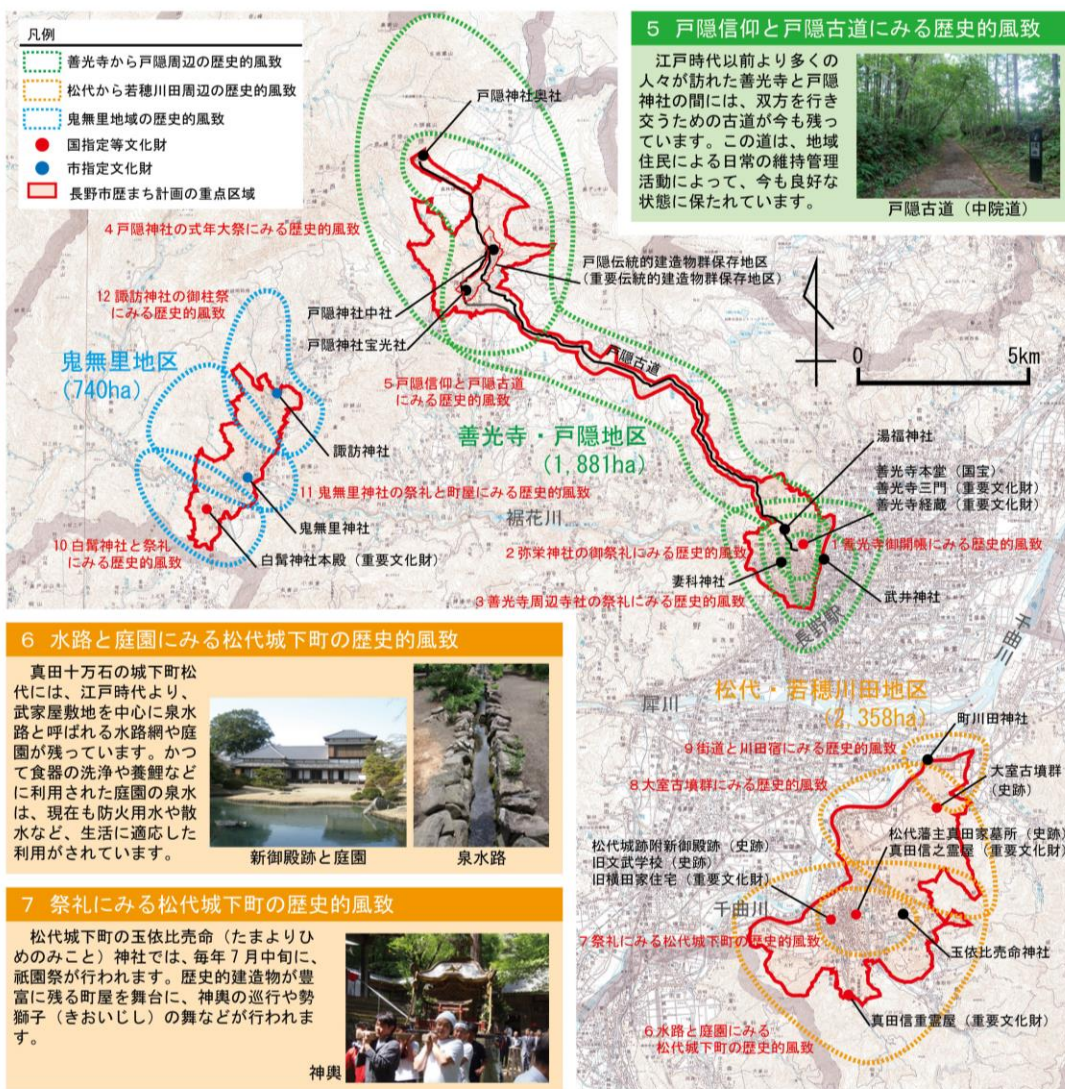 凡例
善光寺から戸隠周辺の歴史的風致
松代から若穂川田周辺の歴史的風致
鬼無里地域の歴史的風致
国指定等文化財
市指定文化財
長野市歴まち計画の重点区域
5 戸隠信仰と戸隠古道にみる歴史的風致
江戸時代以前より多くの
人々が訪れた善光寺と戸隠
神社の間には、双方を行き
交うための古道が今も残っ
ています。この道は、地域
住民による日常の維持管理
活動によって、今も良好な
状態に保たれています。
戸隠古道（中院道）
戸隠神社奥社
4戸隠神社の式年大祭にみる歴史的風致
戸隠伝統的建造物群保存地区
（重要伝統的建造物群保存地区）
12 諏訪神社の御柱祭
にみる歴史的風致
戸隠神社中社
戸隠神社宝光社
鬼無里地区
(740ha)
戸隠古道
0 5km
5戸隠信仰と戸隠古道
にみる歴史的風致
善光寺・戸隠地区
(1,881ha)
諏訪神社
湯福神社
善光寺本堂（国宝）
善光寺三門（重要文化財）
善光寺経蔵（重要文化財）
11 鬼無里神社の祭礼と町屋にみる歴史的風致
裾花川
鬼無里神社
10 白髯神社と祭礼
にみる歴史的風致
白髯神社本殿（重要文化財）
2弥栄神社の御祭礼にみる歴史的風致
1善光寺御開帳にみる歴史的風致
妻科神社
武井神社
3善光寺周辺寺社の祭礼にみる歴史的風致
長野駅
長野市
千曲川
6 水路と庭園にみる松代城下町の歴史的風致
真田十万石の城下町松
代には、江戸時代より、
武家屋敷地を中心に泉水
路と呼ばれる水路網や庭
園が残っています。かつ
て食器の洗浄や養鯉など
に利用された庭園の泉水
は、現在も防火用水や散
水など、生活に適応した
利用がされています。
新御殿跡と庭園
泉水路
犀川
松代・若穂川田地区
(2,358ha)
町川田神社
9街道と川田宿にみる歴史的風致
大室古墳群
（史跡）
8大室古墳群にみる歴史的風致
松代藩主真田家墓所（史跡）
真田信之霊屋（重要文化財）
松代城跡附新御殿跡（史跡）
旧文武学校（史跡）
旧横田家住宅（重要文化財）
千曲川
7祭礼にみる松代城下町の歴史的風致
玉依比売命神社
真田信重霊屋（重要文化財）
6水路と庭園にみる
松代城下町の歴史的風致
7 祭礼にみる松代城下町の歴史的風致
松代城下町の玉依比売命（たまよりひ
めのみこと）神社では、毎年7月中旬に、
祇園祭が行われます。歴史的建造物が豊
富に残る町屋を舞台に、神輿の巡行や勢
獅子（きおいじし）の舞などが行われま
す。
神輿